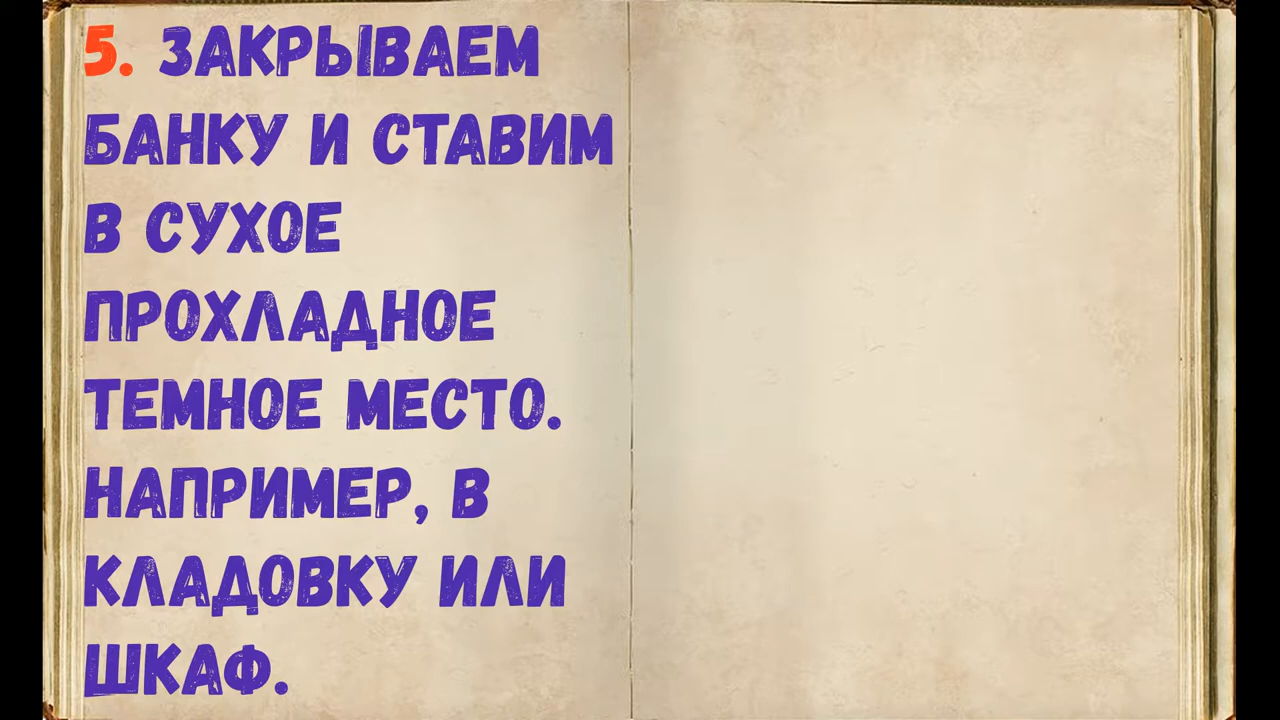 5. ЗАКРЫВАЕМ
БАНКУ И СТАВИМ
В СУХОЕ
ПРОХЛАДНОЕ
ТЕМНОЕ МЕСТО.
НАПРИМЕР, В
КЛАДОВКУ ИЛИ
ШКАФ.